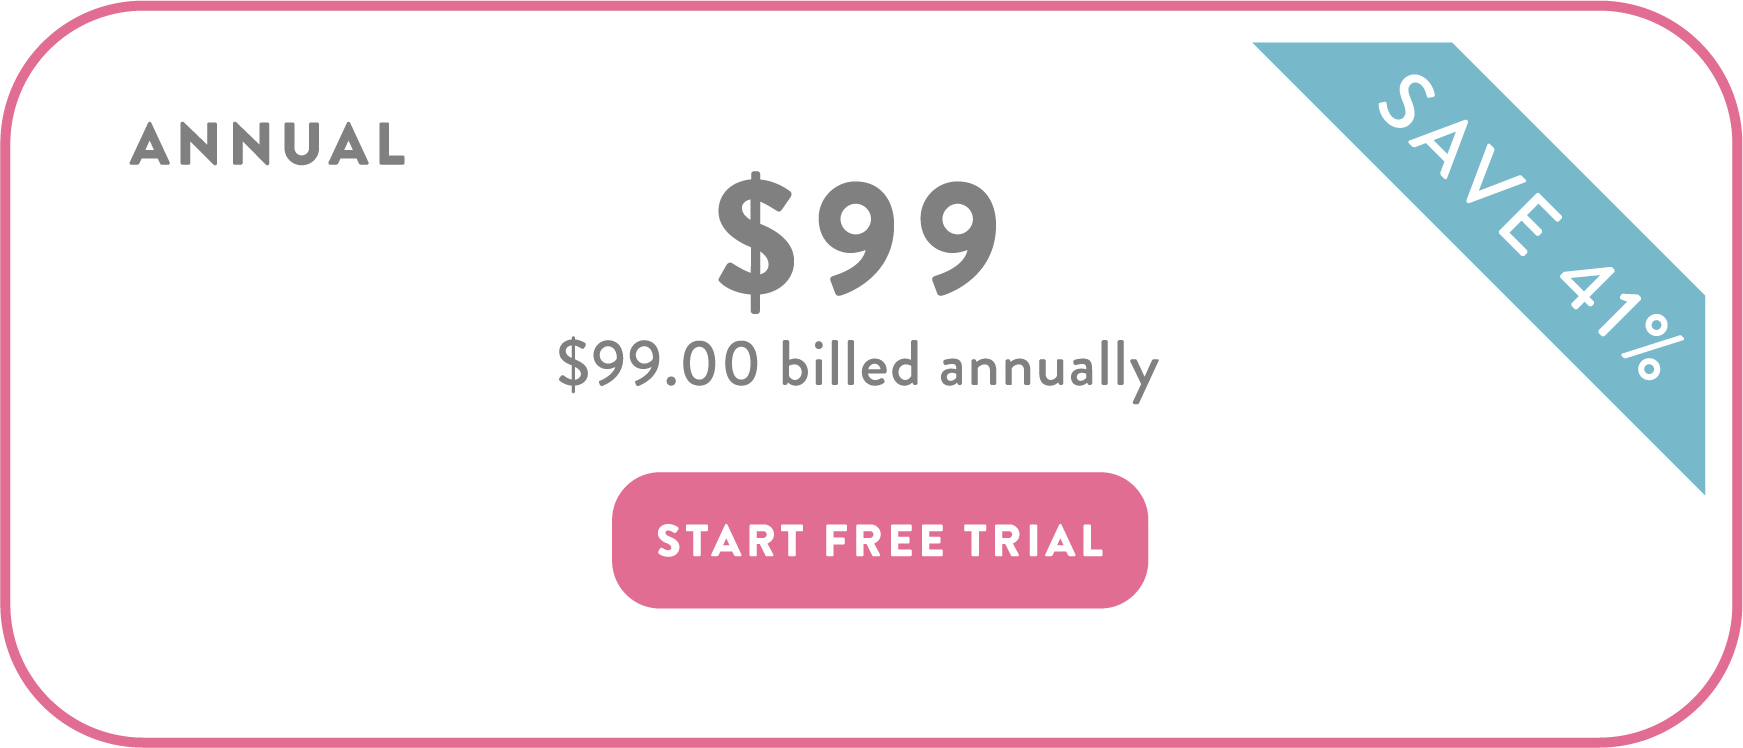 ANNUAL
SAVE 41%
$99
$99.00 billed annually
START FREE TRIAL